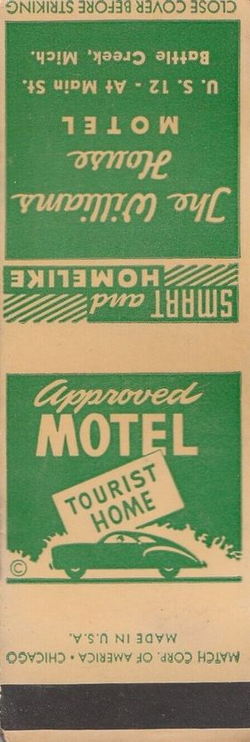 CLOSE COVER BEFORE STRIKING
The Williams
House
MOTEL
U. S. 12 - At Main St.
Battle Creek, Mich.
SMART and
HOMELIKE
Approved
MOTEL
TOURIST
HOME
©
MATCH CORP. OF AMERICA • CHICAGO
MADE IN U.S.A.